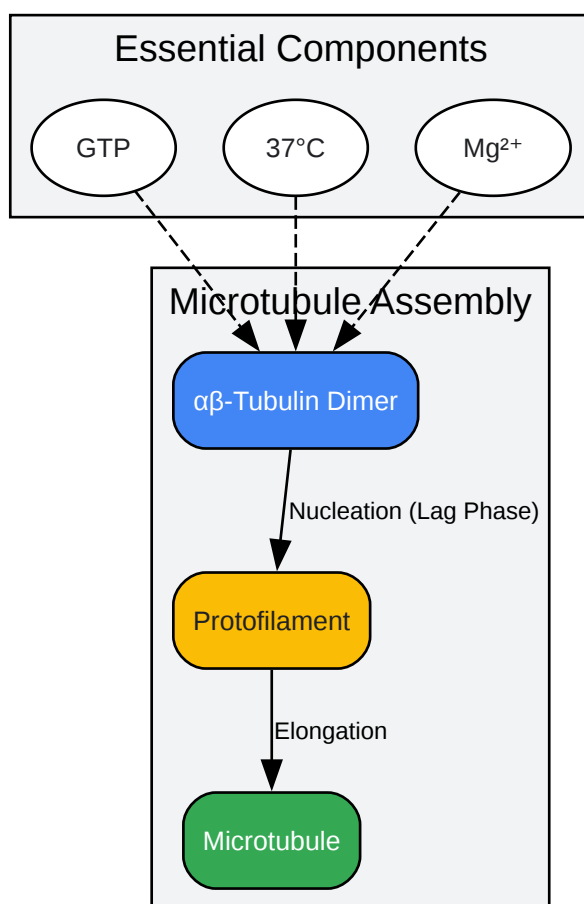 Essential Components
GTP
37°C
Mg²⁺
Microtubule Assembly
αβ-Tubulin Dimer
Nucleation (Lag Phase)
Protofilament
Elongation
Microtubule